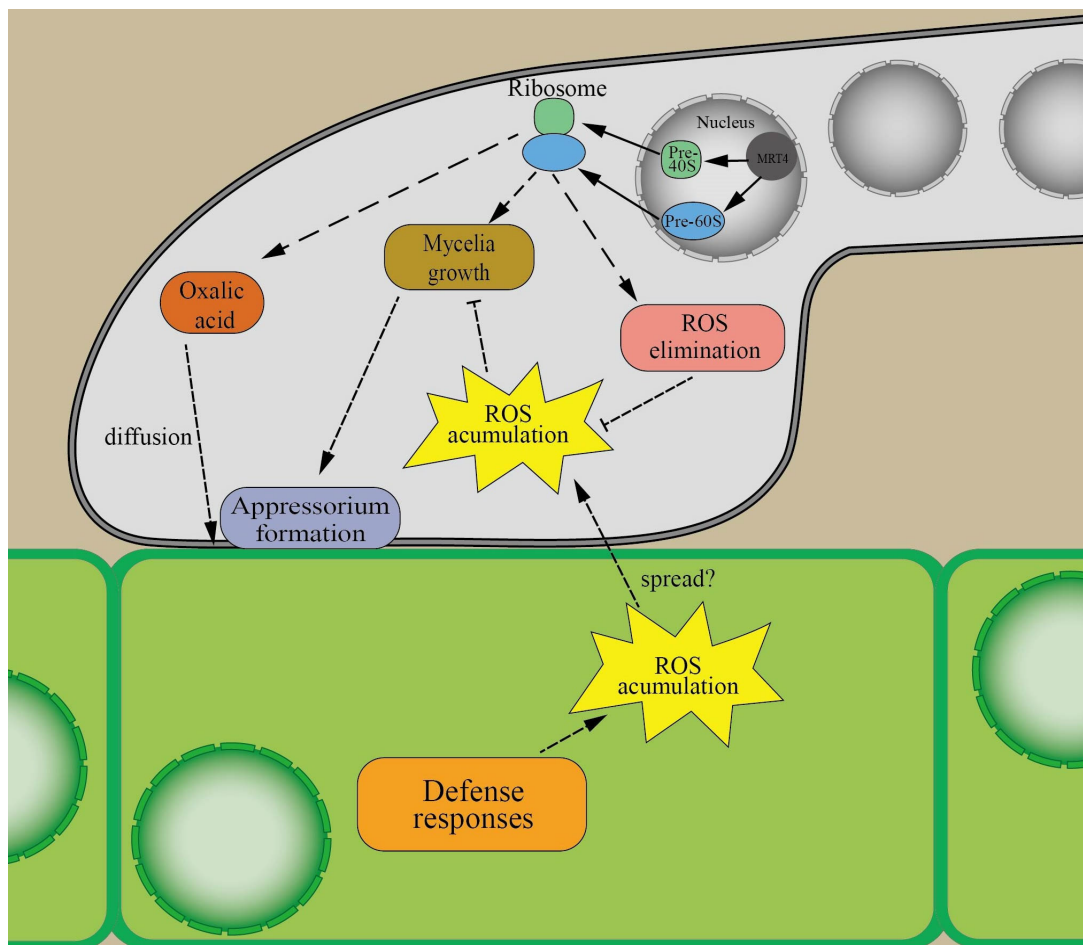 Ribosome
Nucleus
Pre-
40S
MRT4
Pre-60S
Mycelia
growth
Oxalic
acid
ROS
elimination
ROS
acumulation
diffusion
Appressorium
formation
spread?
ROS
acumulation
Defense
responses